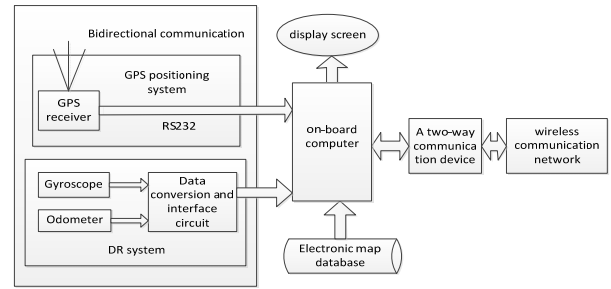 Bidirectional communication
GPS positioning
system
GPS
receiver
RS232
Gyroscope
Odometer
Data
conversion and
interface
circuit
DR system
display screen
on-board
computer
Electronic map
database
A two-way
communica
tion device
wireless
communication
network